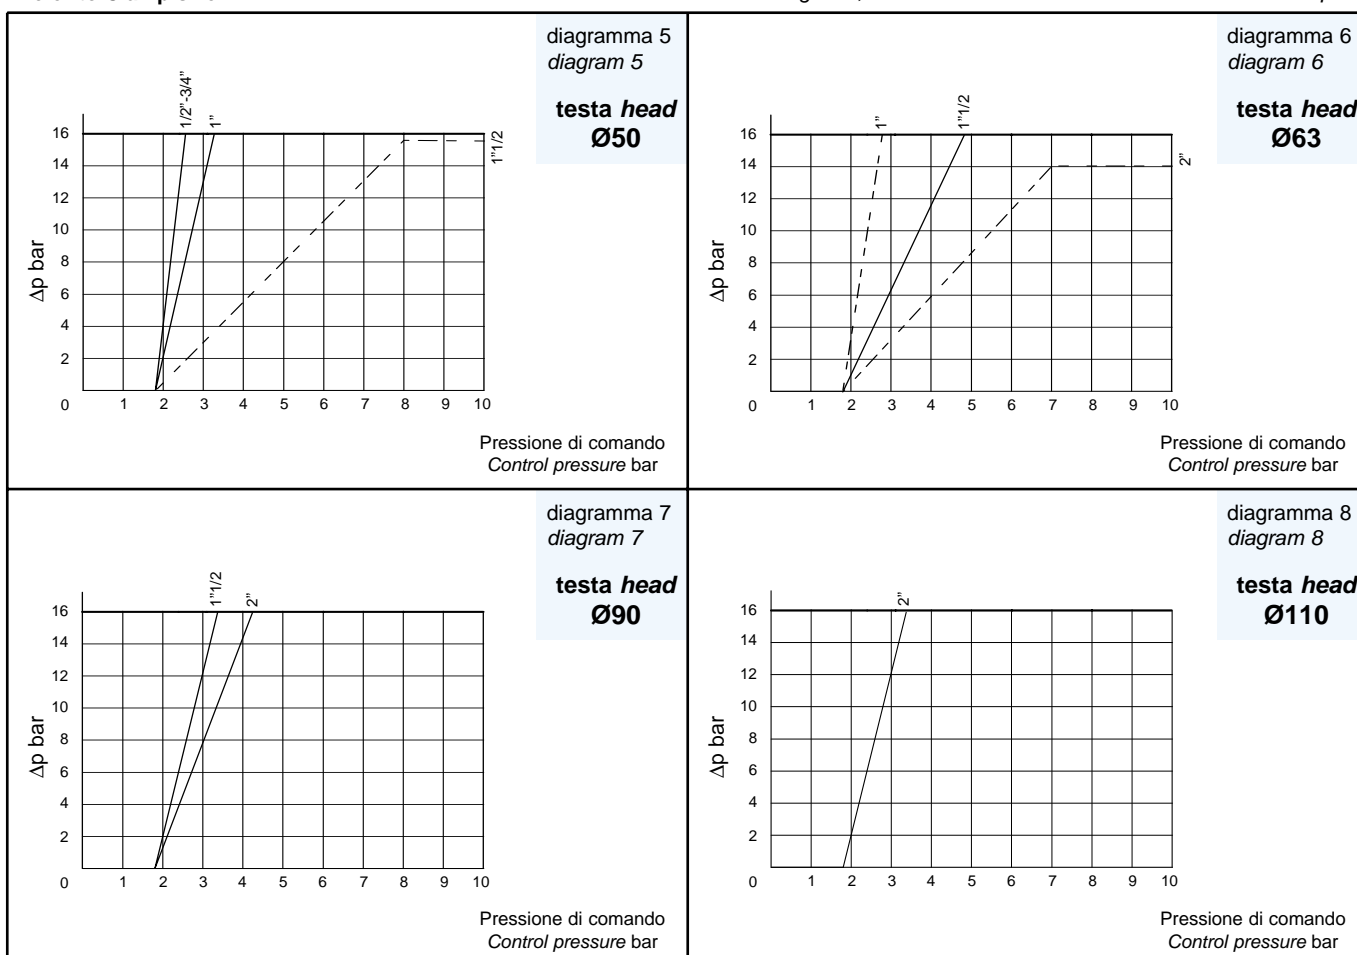 diagramma 5
diagram 5
testa head
Ø50
1/2"-3/4"
1"
1"1/2
16
14
12
10
8
6
4
2
0
Δp bar
1 2 3 4 5 6 7 8 9 10
Pressione di comando
Control pressure bar
diagramma 6
diagram 6
testa head
Ø63
1"
1"1/2
2"
16
14
12
10
8
6
4
2
0
Δp bar
1 2 3 4 5 6 7 8 9 10
Pressione di comando
Control pressure bar
diagramma 7
diagram 7
testa head
Ø90
1"1/2
2"
16
14
12
10
8
6
4
2
0
Δp bar
1 2 3 4 5 6 7 8 9 10
Pressione di comando
Control pressure bar
diagramma 8
diagram 8
testa head
Ø110
2"
16
14
12
10
8
6
4
2
0
Δp bar
1 2 3 4 5 6 7 8 9 10
Pressione di comando
Control pressure bar